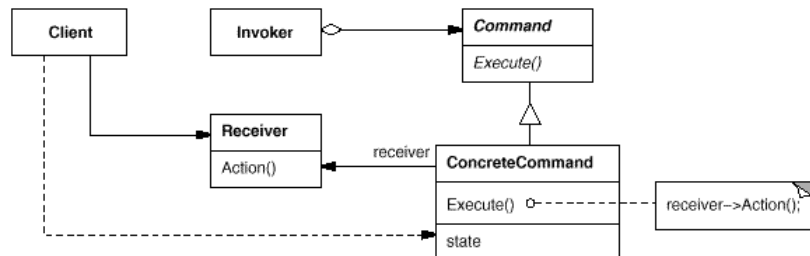 Client
Invoker
Command
Execute()
Receiver
Action()
receiver
ConcreteCommand
Execute()
receiver->Action();
state